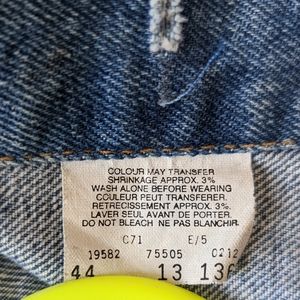 COLOUR MAY TRANSFER
SHRINKAGE APPROX. 3%
WASH ALONE BEFORE WEARING
COULEUR PEUT TRANSFERER.
RETRECISSEMENT APPROX. 3%
LAVER SEUL AVANT DE PORTER.
DO NOT BLEACH NE PAS BLANCHIR.
C71 E/5
19582 75505 0212
44 13 136